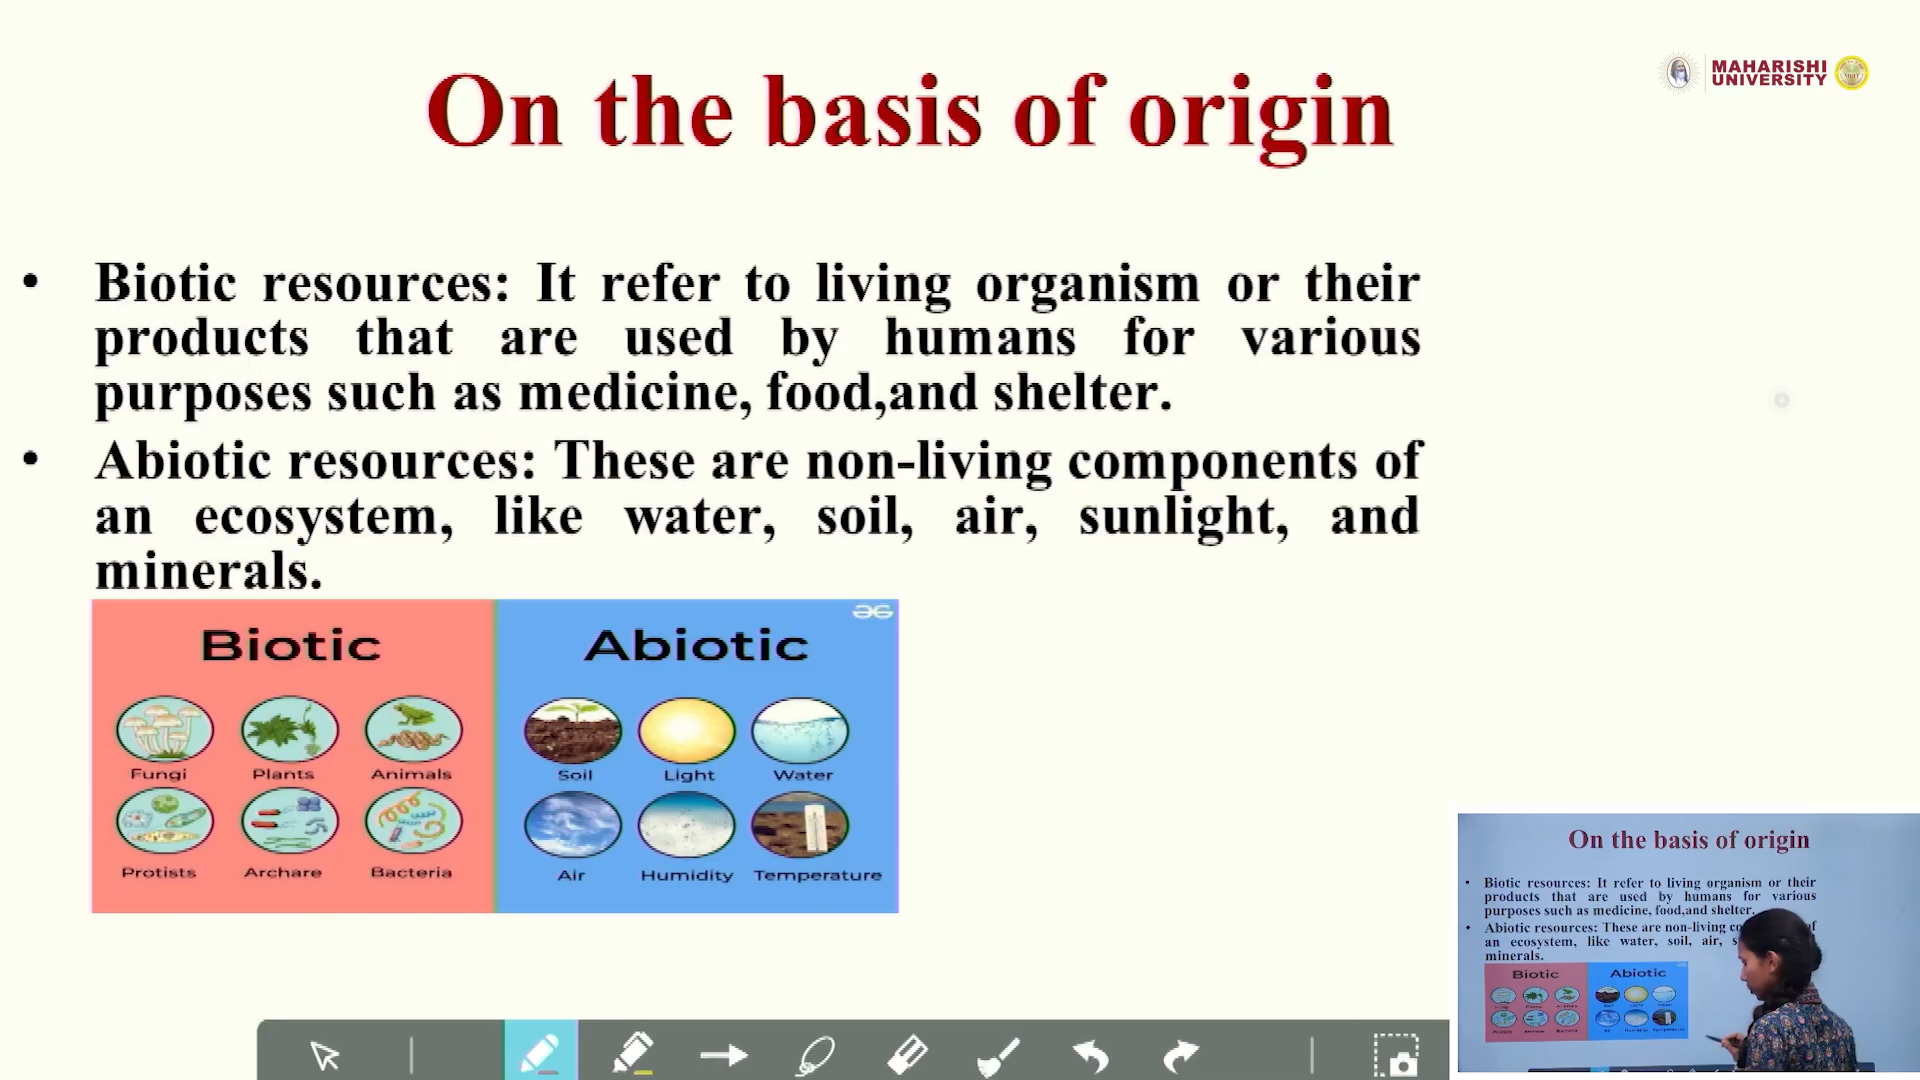 MAHARISHI
UNIVERSITY
On the basis of origin
• Biotic resources: It refer to living organism or their
products that are used by humans for various
purposes such as medicine, food,and shelter.
• Abiotic resources: These are non-living components of
an ecosystem, like water, soil, air, sunlight, and
minerals.
Biotic
Fungi Plants Animals
Protists Archare Bacteria
Abiotic
Soil Light Water
Air Humidity Temperature
On the basis of origin
• Biotic resources: It refer to living organism or their
products that are used by humans for various
purposes such as medicine, food,and shelter.
• Abiotic resources: These are non-living
an ecosystem, like water, soil, air,
minerals.
Biotic Abiotic